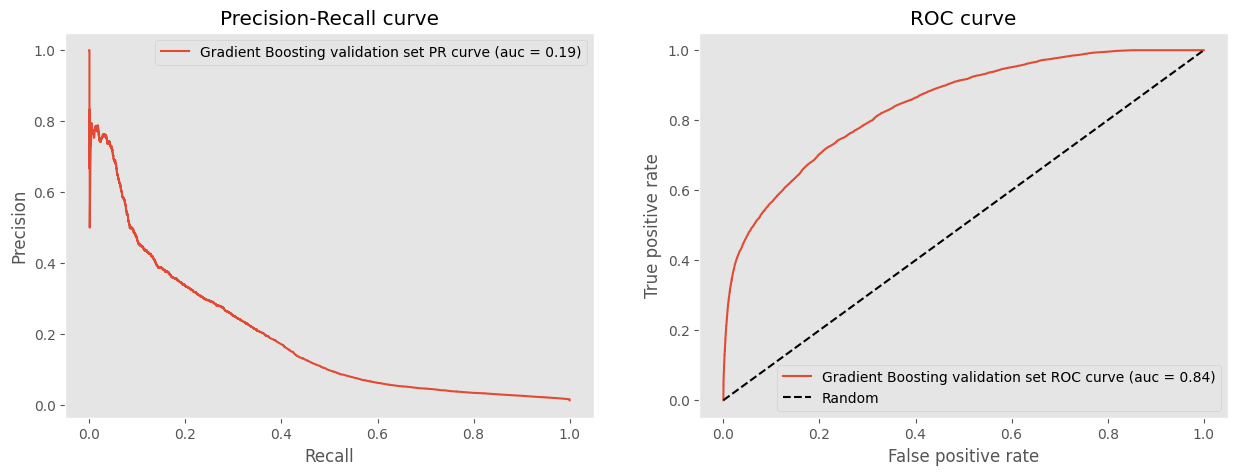 Precision-Recall curve
Gradient Boosting validation set PR curve (auc = 0.19)
1.0
0.8
0.6
0.4
0.2
0.0
Precision
0.0 0.2 0.4 0.6 0.8 1.0
Recall
ROC curve
1.0
0.8
0.6
0.4
0.2
0.0
True positive rate
Gradient Boosting validation set ROC curve (auc = 0.84)
Random
0.0 0.2 0.4 0.6 0.8 1.0
False positive rate